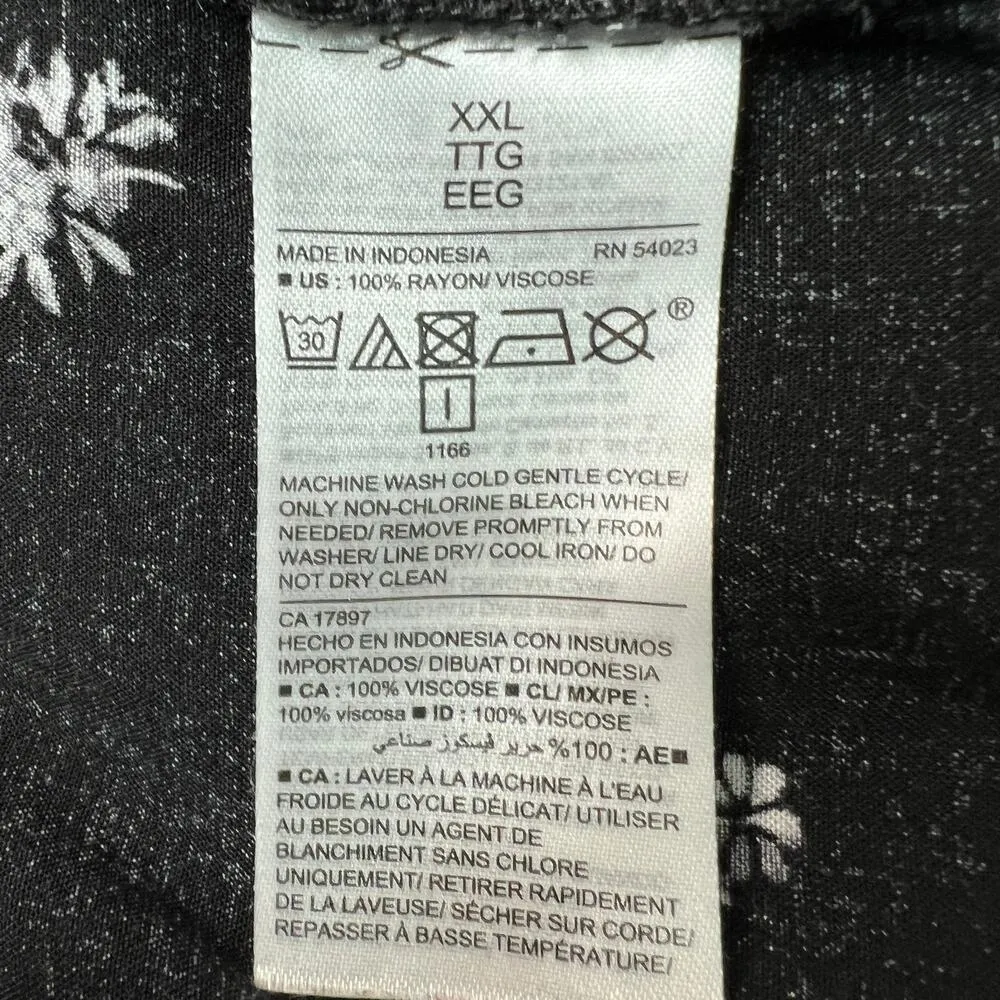 XXL
TTG
EEG
MADE IN INDONESIA RN 54023
■ US : 100% RAYON/ VISCOSE
30 ®
1166
MACHINE WASH COLD GENTLE CYCLE/
ONLY NON-CHLORINE BLEACH WHEN
NEEDED/ REMOVE PROMPTLY FROM
WASHER/ LINE DRY/ COOL IRON/ DO
NOT DRY CLEAN
CA 17897
HECHO EN INDONESIA CON INSUMOS
IMPORTADOS/ DIBUAT DI INDONESIA
■ CA : 100% VISCOSE ■ CL/ MX/PE :
100% viscosa ■ ID : 100% VISCOSE
■AE : 100% حرير فيسكوز صناعي
■ CA : LAVER À LA MACHINE À L'EAU
FROIDE AU CYCLE DÉLICAT/ UTILISER
AU BESOIN UN AGENT DE
BLANCHIMENT SANS CHLORE
UNIQUEMENT/ RETIRER RAPIDEMENT
DE LA LAVEUSE/ SÉCHER SUR CORDE/
REPASSER À BASSE TEMPÉRATURE/